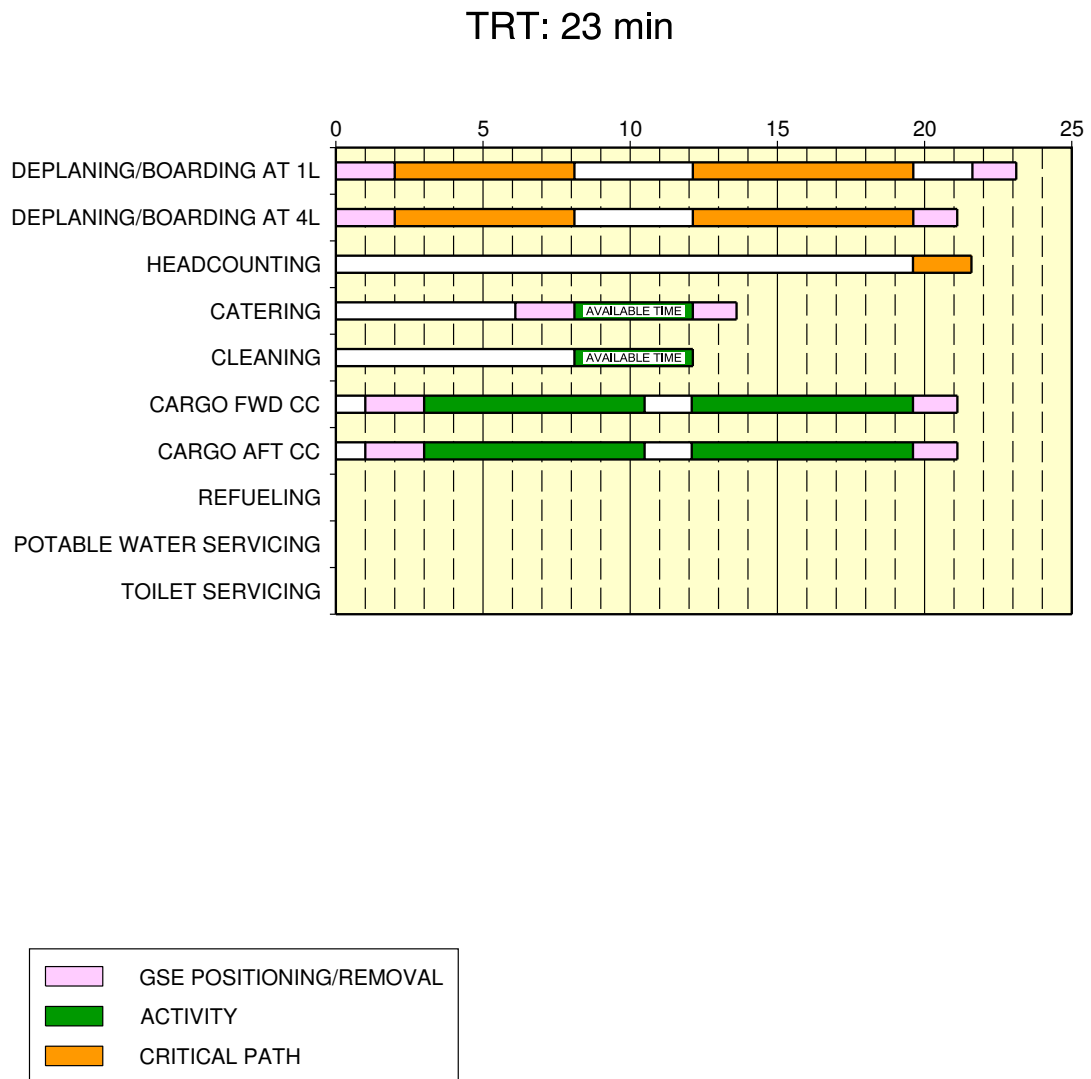 TRT: 23 min
0 5 10 15 20 25
DEPLANING/BOARDING AT 1L
DEPLANING/BOARDING AT 4L
HEADCOUNTING
CATERING AVAILABLE TIME
CLEANING AVAILABLE TIME
CARGO FWD CC
CARGO AFT CC
REFUELING
POTABLE WATER SERVICING
TOILET SERVICING
GSE POSITIONING/REMOVAL
ACTIVITY
CRITICAL PATH